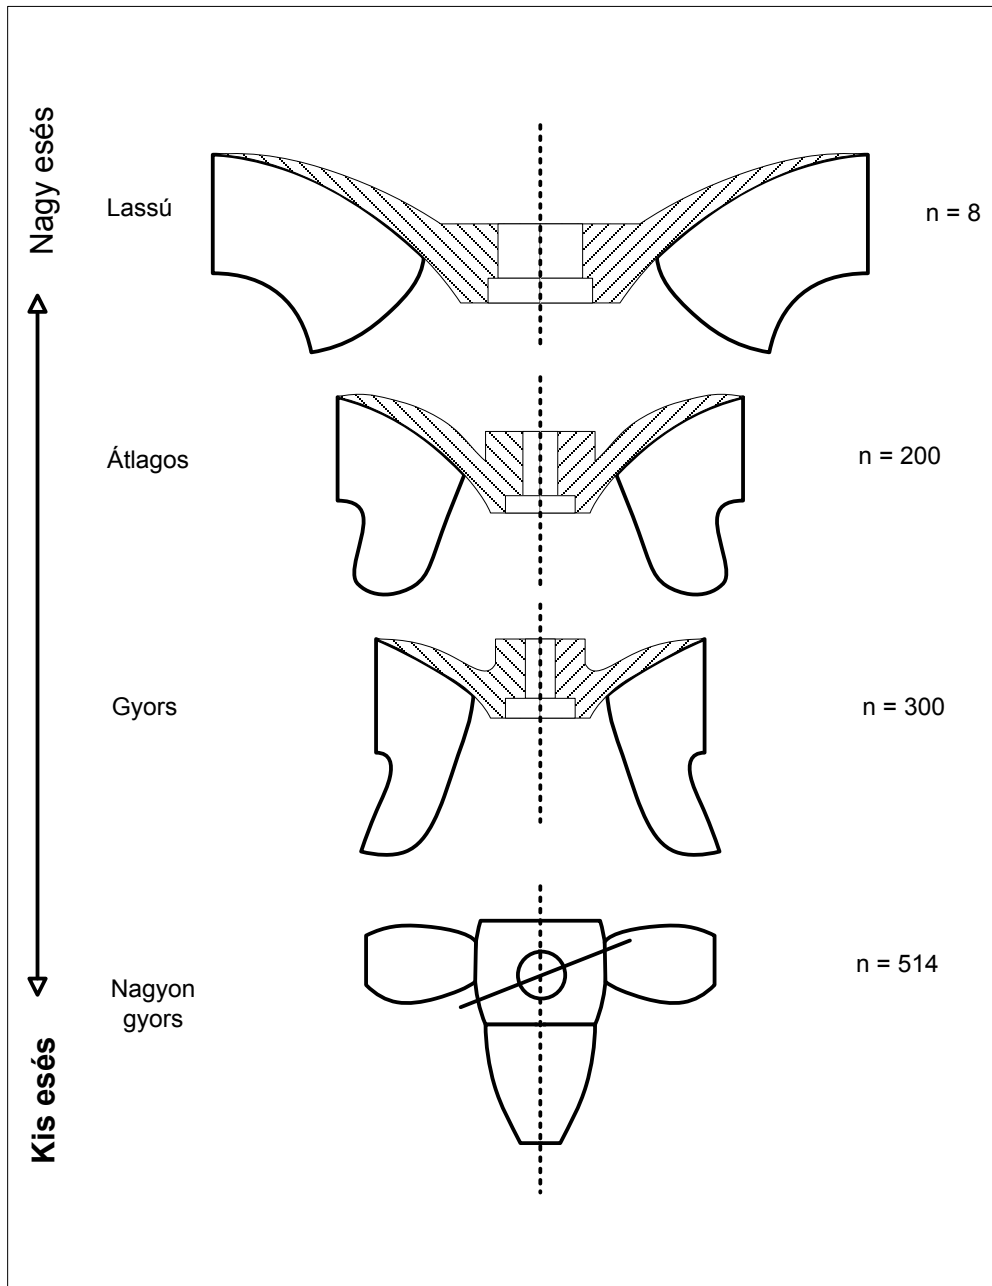 Nagy esés
Lassú
n = 8
Átlagos
n = 200
Gyors
n = 300
Nagyon
gyors
n = 514
Kis esés